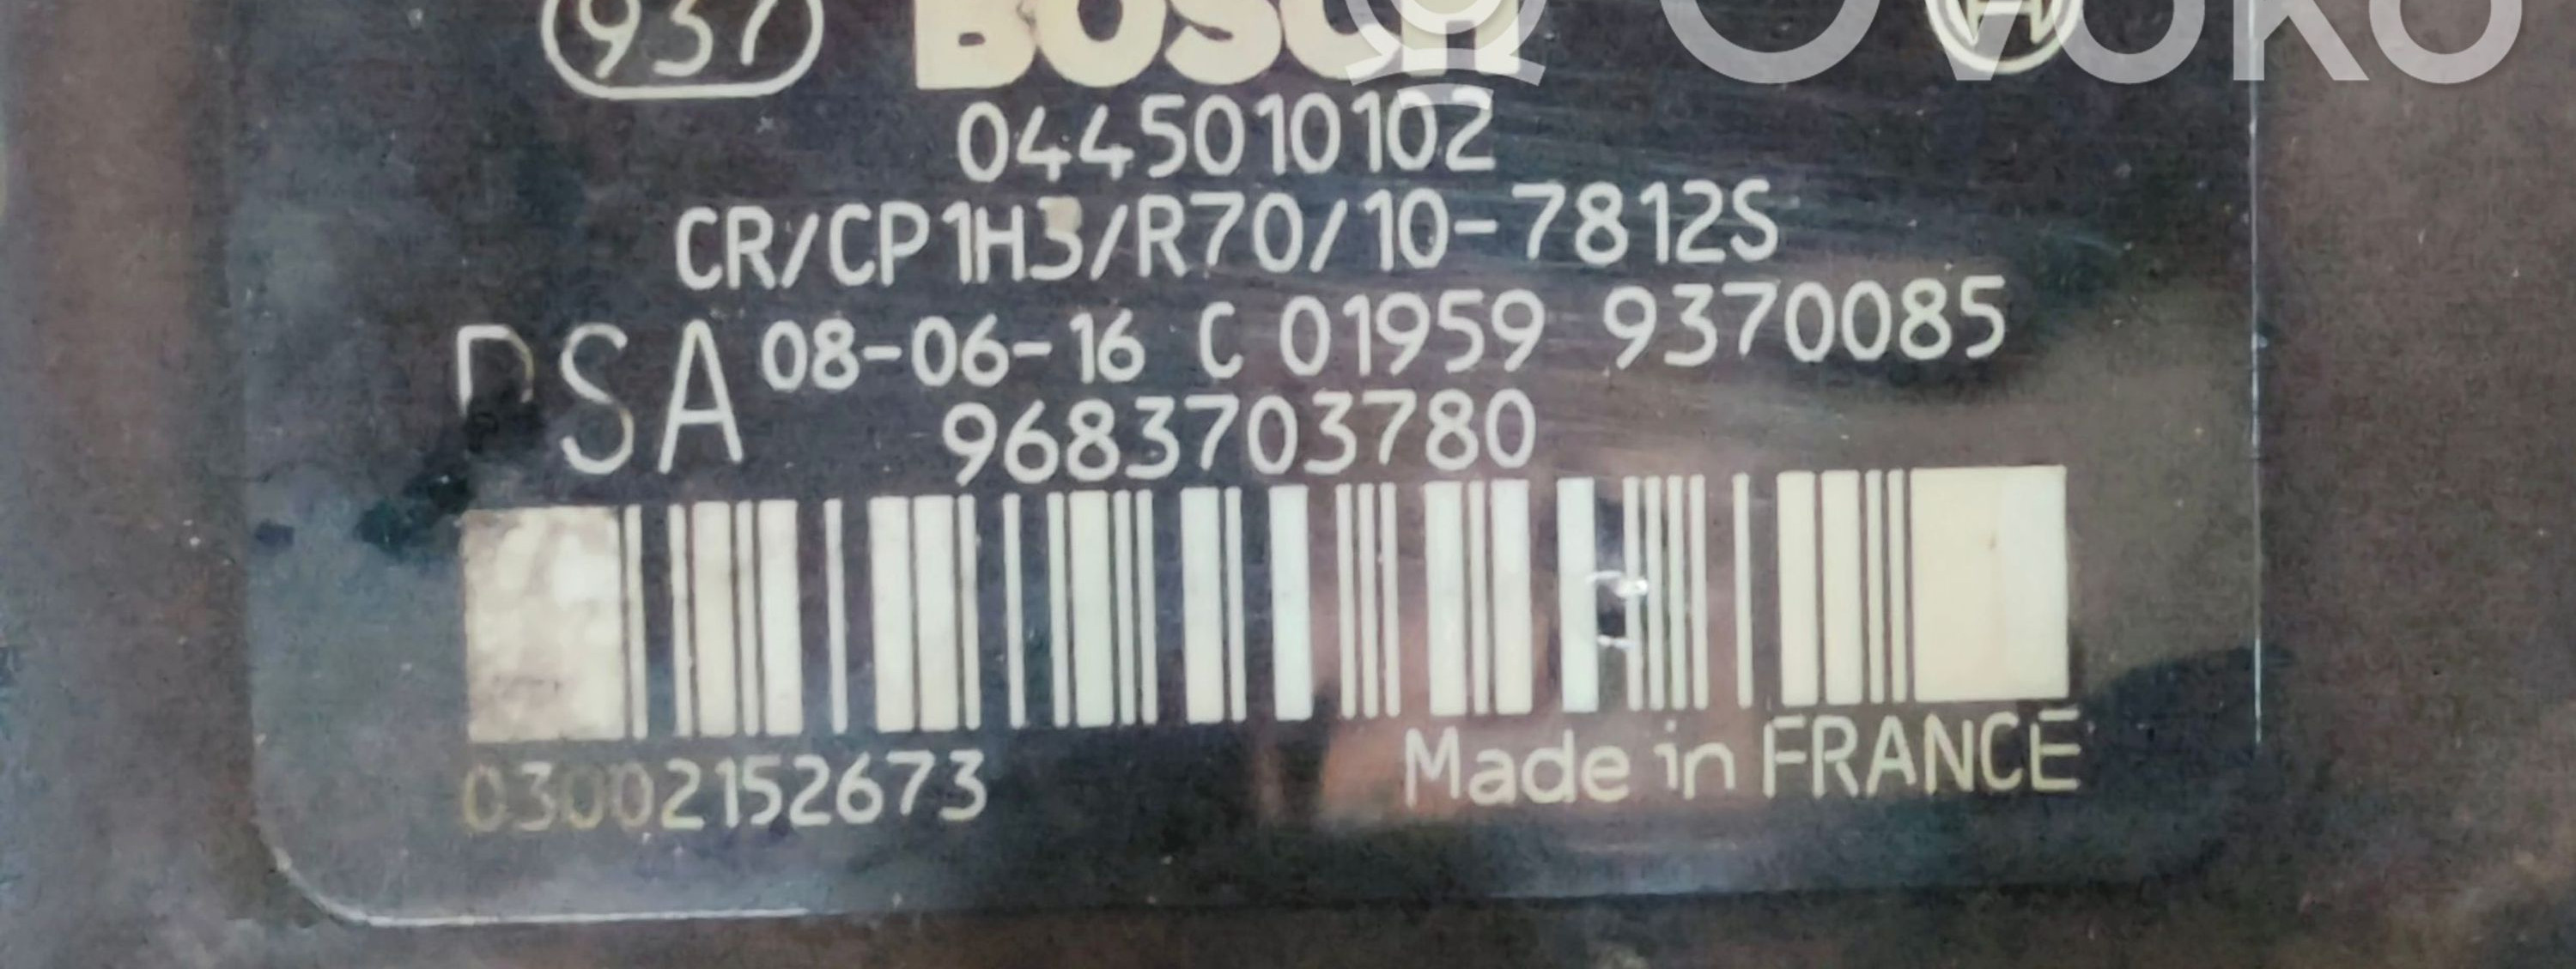 937 BOSCH OVOKO
0445010102
CR/CP1H3/R70/10-7812S
PSA 08-06-16 C 01959 9370085
9683703780
03002152673 Made in FRANCE